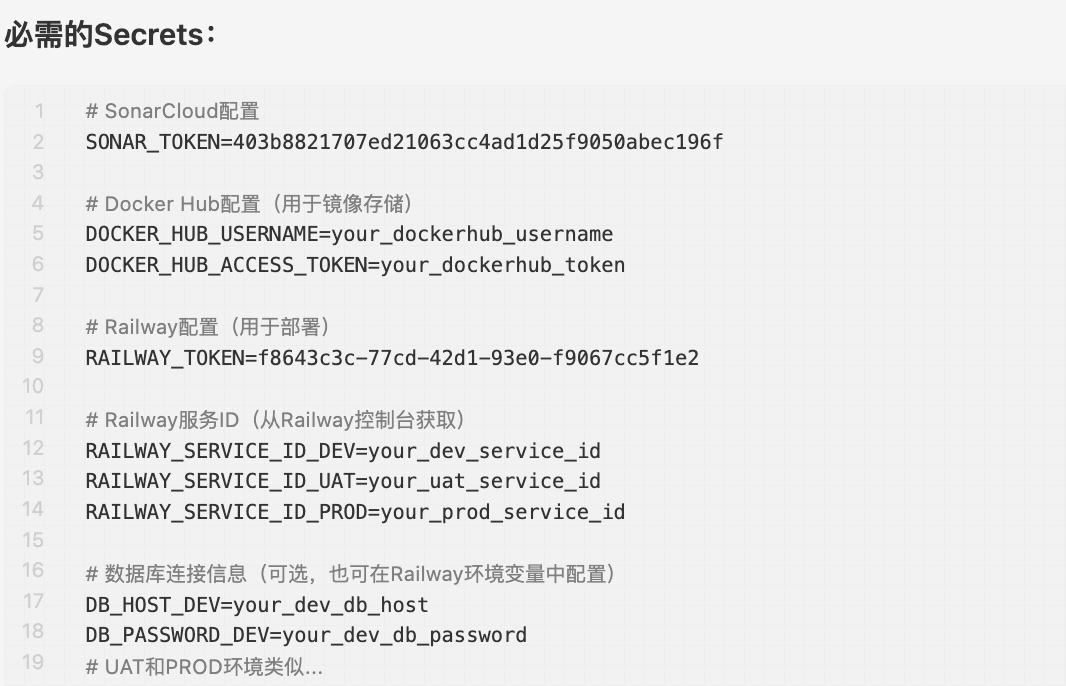 必需的Secrets：
1 # SonarCloud配置
2 SONAR_TOKEN=403b8821707ed21063cc4ad1d25f9050abec196f
3
4 # Docker Hub配置（用于镜像存储）
5 DOCKER_HUB_USERNAME=your_dockerhub_username
6 DOCKER_HUB_ACCESS_TOKEN=your_dockerhub_token
7
8 # Railway配置（用于部署）
9 RAILWAY_TOKEN=f8643c3c-77cd-42d1-93e0-f9067cc5f1e2
10
11 # Railway服务ID（从Railway控制台获取）
12 RAILWAY_SERVICE_ID_DEV=your_dev_service_id
13 RAILWAY_SERVICE_ID_UAT=your_uat_service_id
14 RAILWAY_SERVICE_ID_PROD=your_prod_service_id
15
16 # 数据库连接信息（可选，也可在Railway环境变量中配置）
17 DB_HOST_DEV=your_dev_db_host
18 DB_PASSWORD_DEV=your_dev_db_password
19 # UAT和PROD环境类似...